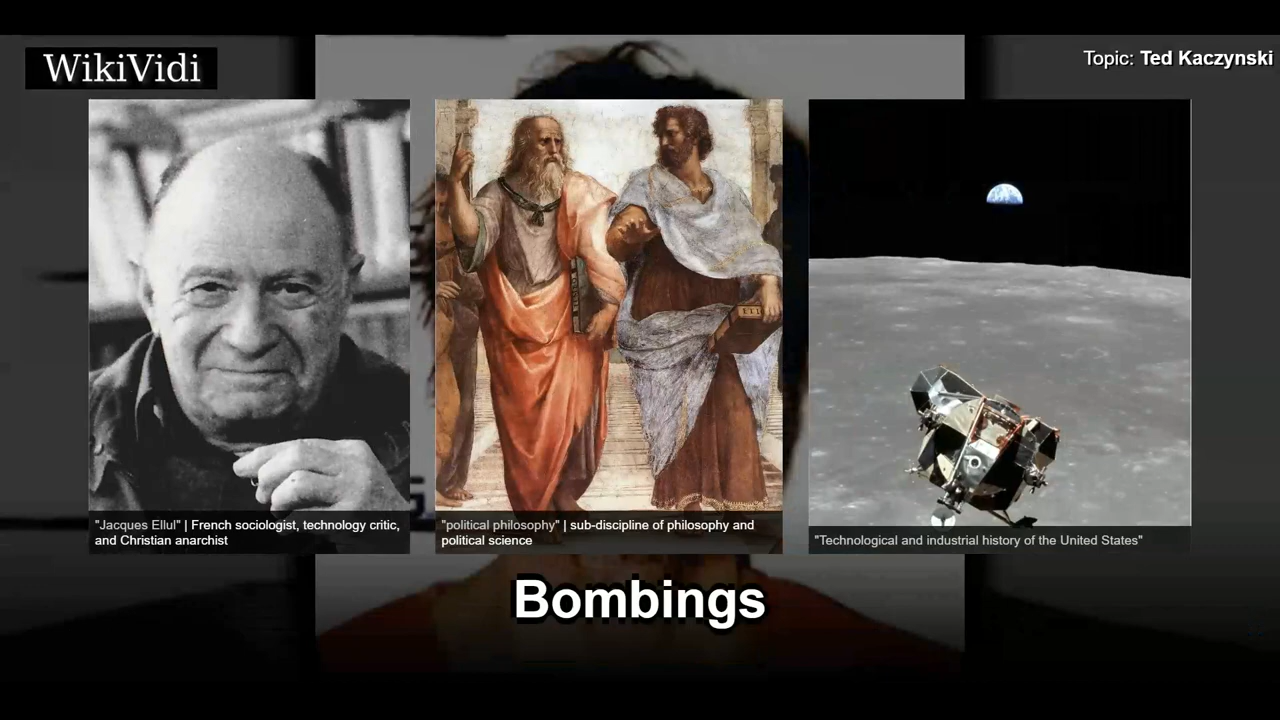 WikiVidi
Topic: Ted Kaczynski
"Jacques Ellul" | French sociologist, technology critic,
and Christian anarchist
"political philosophy" | sub-discipline of philosophy and
political science
"Technological and industrial history of the United States"
Bombings